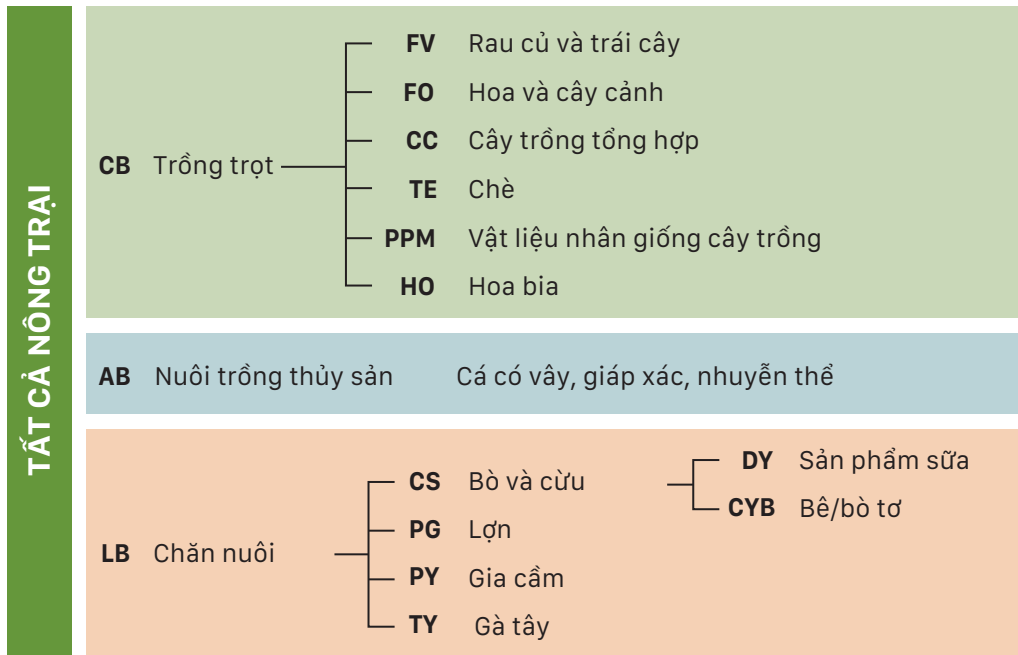 TẤT CẢ NÔNG TRẠI
CB Trồng trọt
FV Rau củ và trái cây
FO Hoa và cây cảnh
CC Cây trồng tổng hợp
TE Chè
PPM Vật liệu nhân giống cây trồng
HO Hoa bia
AB Nuôi trồng thủy sản Cá có vây, giáp xác, nhuyễn thể
LB Chăn nuôi
CS Bò và cừu
DY Sản phẩm sữa
CYB Bê/bò tơ
PG Lợn
PY Gia cầm
TY Gà tây